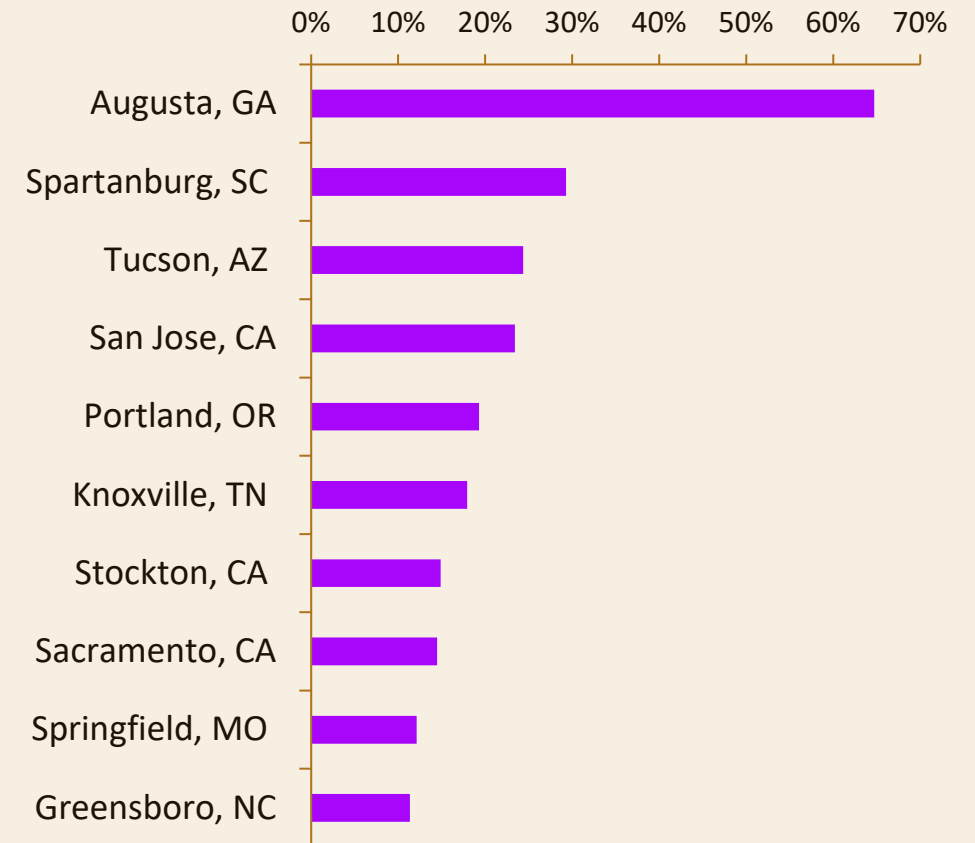 0% 10% 20% 30% 40% 50% 60% 70%
Augusta, GA
Spartanburg, SC
Tucson, AZ
San Jose, CA
Portland, OR
Knoxville, TN
Stockton, CA
Sacramento, CA
Springfield, MO
Greensboro, NC